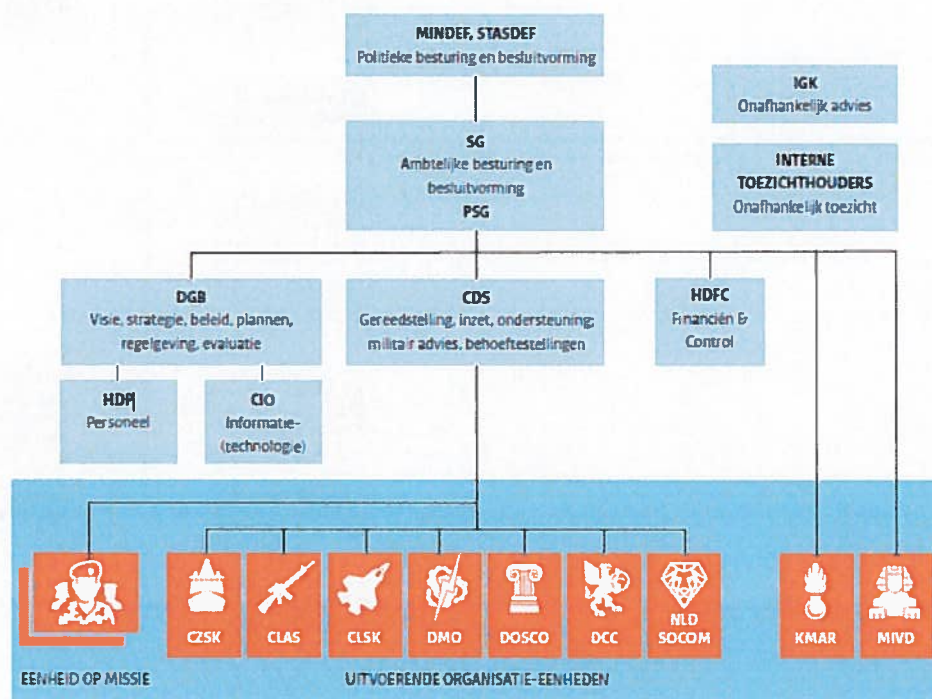 MINDEF, STASDEF
Politieke besturing en besluitvorming
IGK
Onafhankelijk advies
SG
Ambtelijke besturing en
besluitvorming
PSG
INTERNE
TOEZICHTHOUDERS
Onafhankelijk toezicht
DGB
Visie, strategie, beleid, plannen,
regelgeving, evaluatie
CDS
Gereedstelling, inzet, ondersteuning;
militair advies, behoeftestellingen
HDFC
Financiën &
Control
HDP
Personeel
CIO
Informatie-
(technologie)
CZSK
CLAS
CLSK
DMO
DOSCO
DCC
NLD
SOCOM
KMAR
MIVD
EENHEID OP MISSIE
UITVOERENDE ORGANISATIE-EENHEDEN